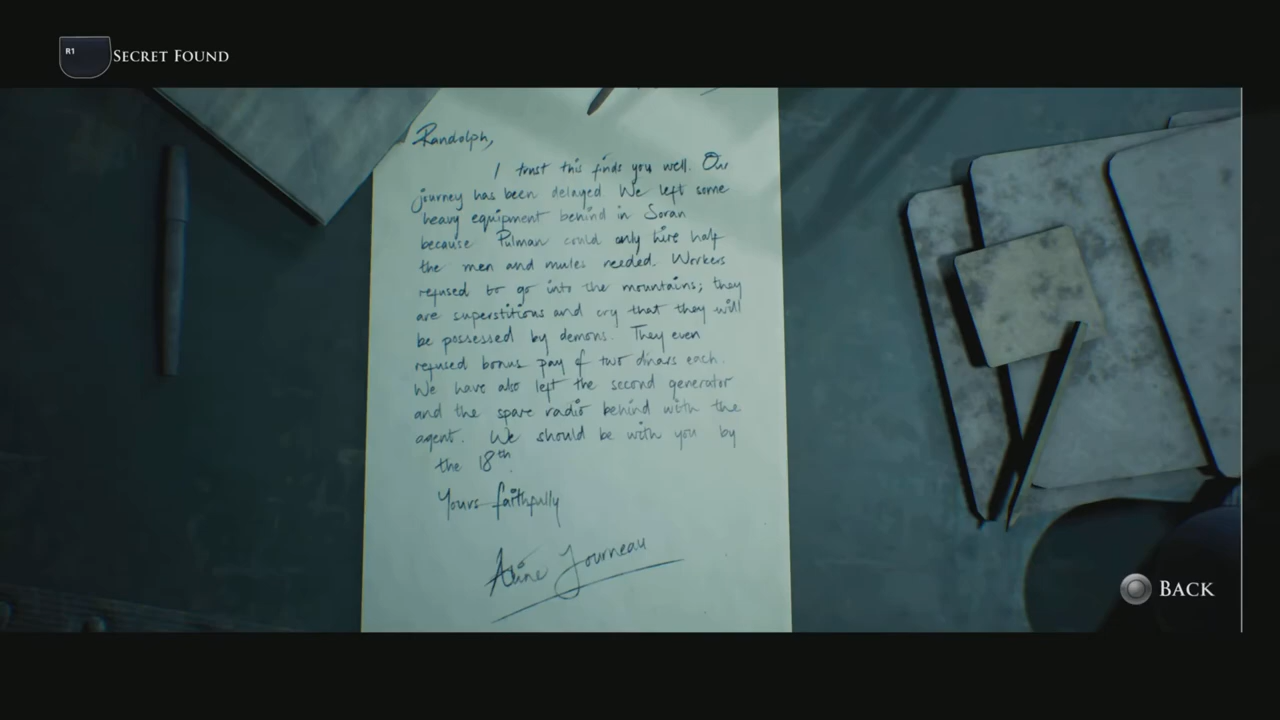 R1
SECRET FOUND
Randolph,
I trust this finds you well. Our
journey has been delayed. We left some
heavy equipment behind in Soran
because Pulman could only hire half
the men and mules needed. Workers
refused to go into the mountains; they
are superstitious and cry that they will
be possessed by demons. They even
refused bonus pay of two dinars each.
We have also left the second generator
and the spare radio behind with the
agent. We should be with you by
the 18th.
Yours faithfully
Aline Journeau
BACK